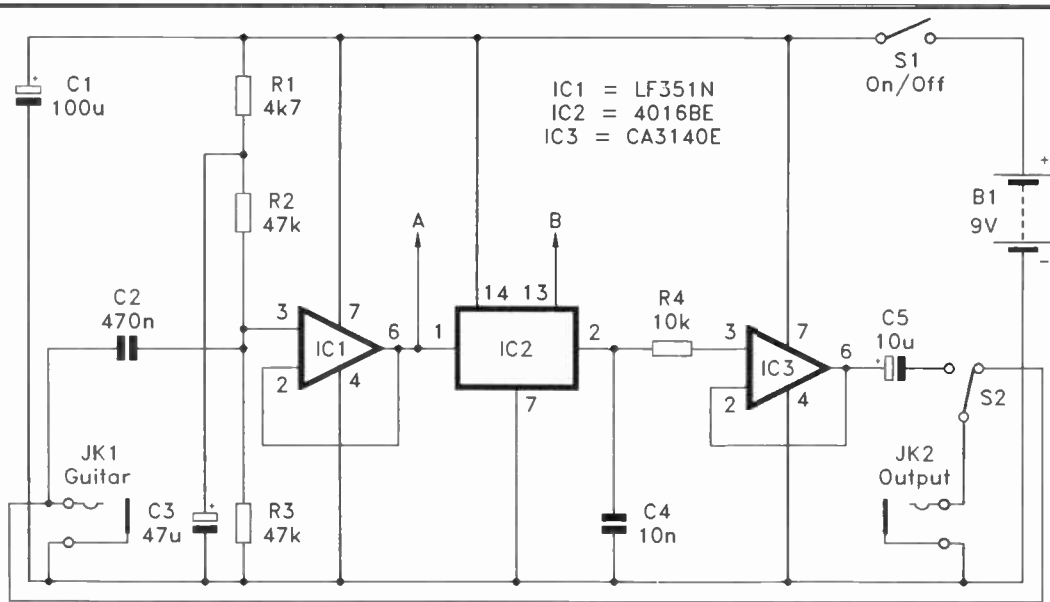 C1
100u
R1
4k7
IC1 = LF351N
IC2 = 4016BE
IC3 = CA3140E
S1
On/Off
+
B1
9V
−
R2
47k
A
B
C2
470n
3
7
6
IC1
2
4
1
14
13
IC2
2
7
R4
10k
3
7
6
IC3
2
4
C5
10u
+
S2
JK1
Guitar
C3
47u
+
R3
47k
C4
10n
JK2
Output
+